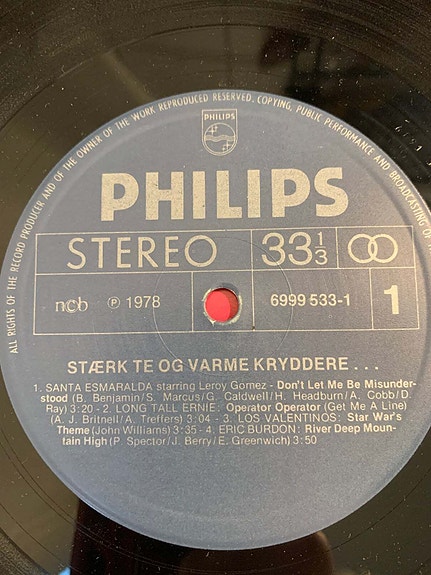 ALL RIGHTS OF THE RECORD PRODUCER AND OF THE OWNER OF THE WORK REPRODUCED RESERVED. COPYING, PUBLIC PERFORMANCE AND BROADCASTING OF
PHILIPS
PHILIPS
STEREO 33 1/3
ncb ℗ 1978 6999 533-1 1
STÆRK TE OG VARME KRYDDERE . . .
1. SANTA ESMARALDA starring Leroy Gomez - Don't Let Me Be Misunder-
stood (B. Benjamin/S. Marcus/G. Caldwell/H. Headburn/A. Cobb/D.
Ray) 3:20 - 2. LONG TALL ERNIE: Operator Operator (Get Me A Line)
(A. J. Britnell/A. Treffers) 3:04 - 3. LOS VALENTINOS: Star War's
Theme (John Williams) 3:35 - 4. ERIC BURDON: River Deep Moun-
tain High (P. Spector/J. Berry/E. Greenwich) 3:50